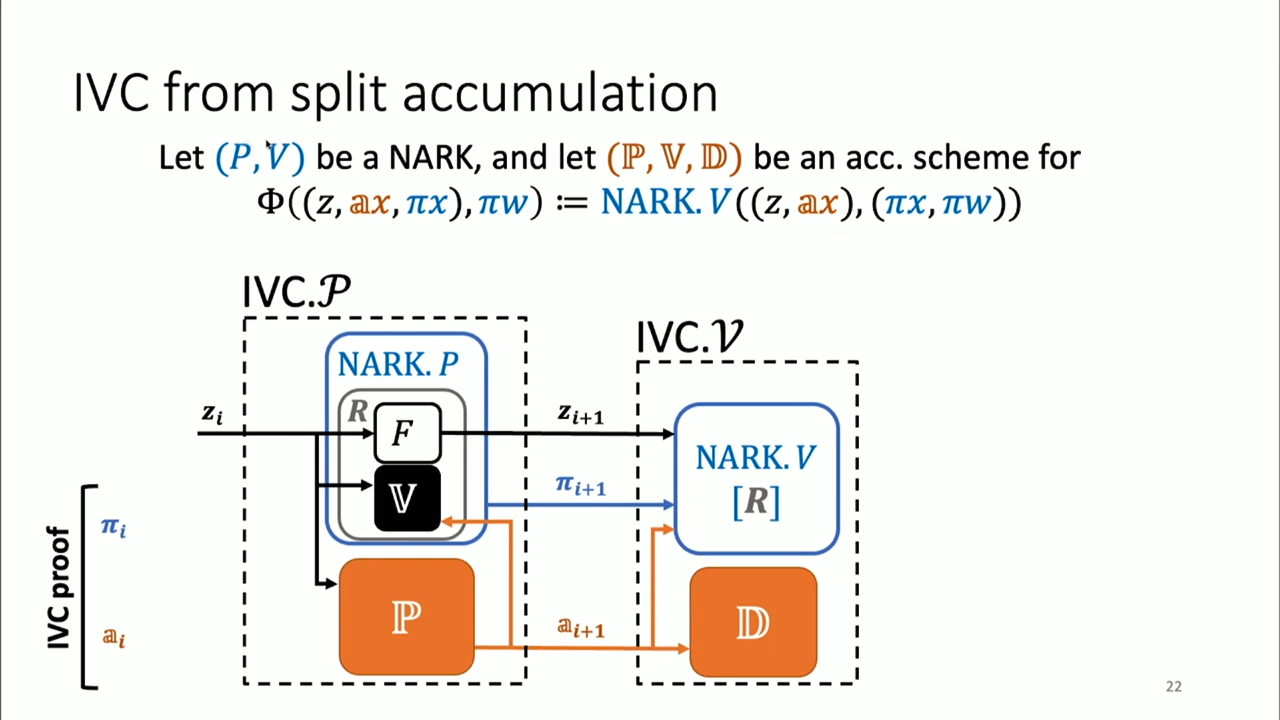 IVC from split accumulation
Let (P, V) be a NARK, and let (ℙ, 𝕍, 𝔻) be an acc. scheme for
Φ((z, 𝕒x, πx), πw) ≔ NARK. V((z, 𝕒x), (πx, πw))
IVC.𝒫
IVC.𝒱
NARK. P
R
F
𝕍
ℙ
z_i
z_{i+1}
π_{i+1}
𝕒_{i+1}
NARK. V
[R]
𝔻
IVC proof
π_i
𝕒_i
22